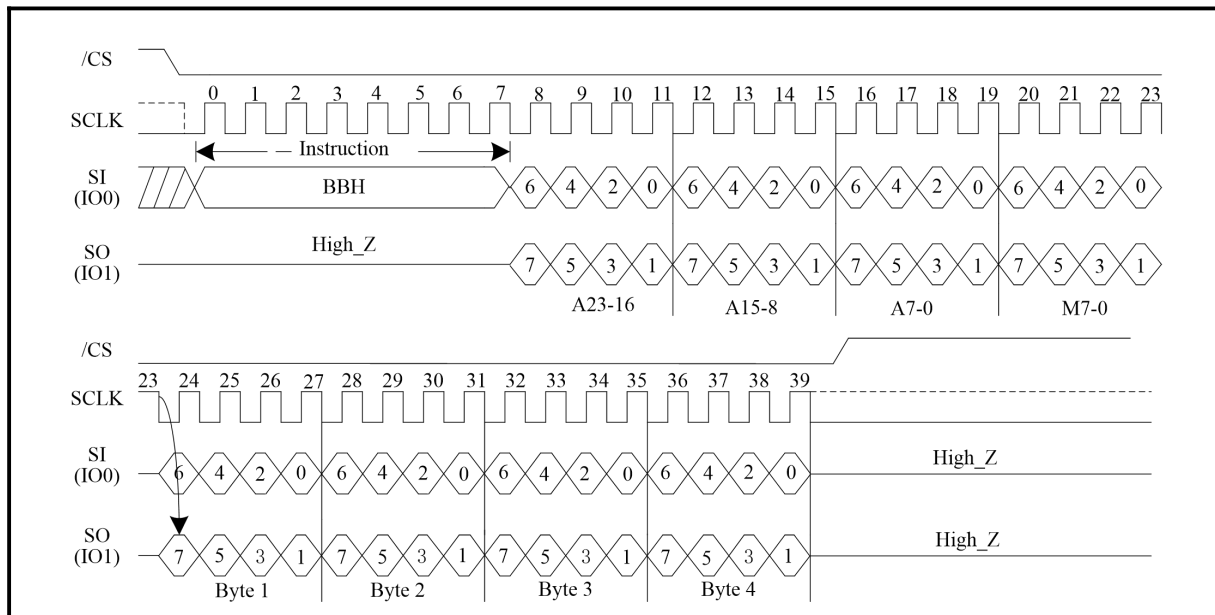 /CS
0 1 2 3 4 5 6 7 8 9 10 11 12 13 14 15 16 17 18 19 20 21 22 23
SCLK
Instruction
SI
(IO0)
BBH
6 4 2 0 6 4 2 0 6 4 2 0 6 4 2 0
SO
(IO1)
High_Z
7 5 3 1 7 5 3 1 7 5 3 1 7 5 3 1
A23-16 A15-8 A7-0 M7-0
/CS
23 24 25 26 27 28 29 30 31 32 33 34 35 36 37 38 39
SCLK
SI
(IO0)
6 4 2 0 6 4 2 0 6 4 2 0 6 4 2 0
High_Z
SO
(IO1)
7 5 3 1 7 5 3 1 7 5 3 1 7 5 3 1
High_Z
Byte 1 Byte 2 Byte 3 Byte 4